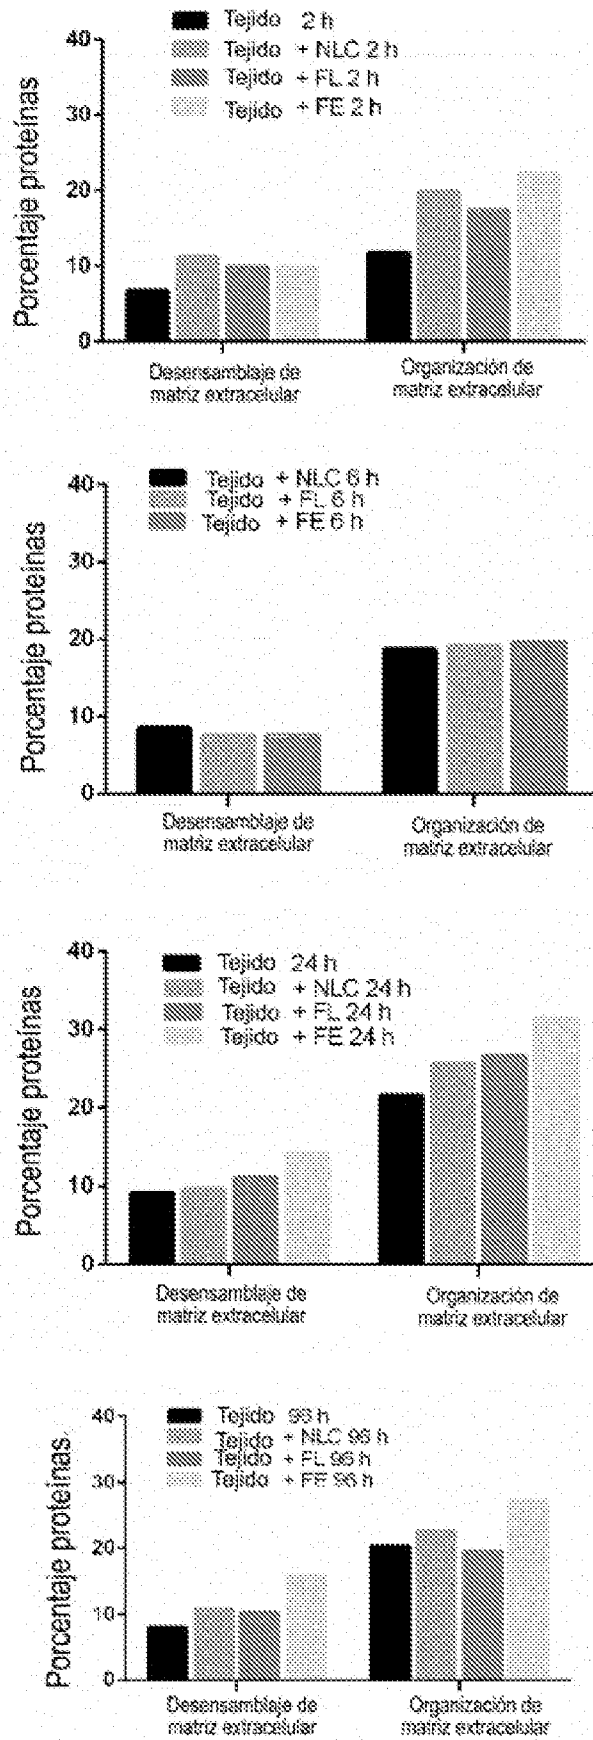 Tejido 2 h
Tejido + NLC 2 h
Tejido + FL 2 h
Tejido + FE 2 h
Porcentaje proteínas
40
30
20
10
0
Desensamblaje de
matriz extracelular
Organización de
matriz extracelular
Tejido + NLC 6 h
Tejido + FL 6 h
Tejido + FE 6 h
Porcentaje proteínas
40
30
20
10
0
Desensamblaje de
matriz extracelular
Organización de
matriz extracelular
Tejido 24 h
Tejido + NLC 24 h
Tejido + FL 24 h
Tejido + FE 24 h
Porcentaje proteínas
40
30
20
10
0
Desensamblaje de
matriz extracelular
Organización de
matriz extracelular
Tejido 96 h
Tejido + NLC 96 h
Tejido + FL 96 h
Tejido + FE 96 h
Porcentaje proteínas
40
30
20
10
0
Desensamblaje de
matriz extracelular
Organización de
matriz extracelular